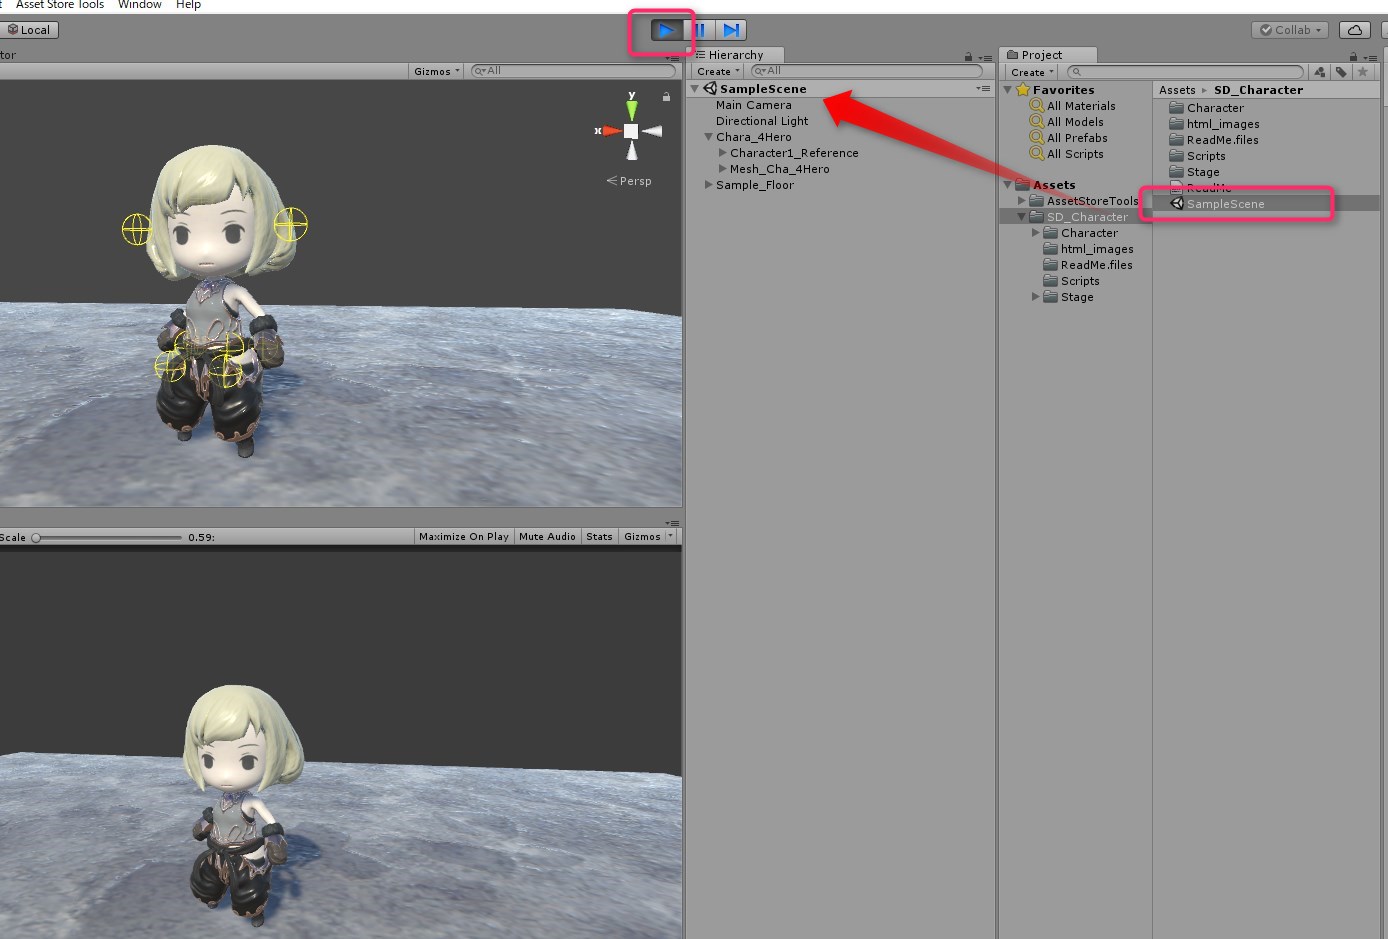 Asset Store Tools Window Help
Local
Collab
tor
Gizmos All
y
x
Persp
Scale 0.59:
Maximize On Play Mute Audio Stats Gizmos
Hierarchy
Create All
SampleScene
Main Camera
Directional Light
Chara_4Hero
Character1_Reference
Mesh_Cha_4Hero
Sample_Floor
Project
Create
Favorites
All Materials
All Models
All Prefabs
All Scripts
Assets
AssetStoreTools
SD_Character
Character
html_images
ReadMe.files
Scripts
Stage
Assets SD_Character
Character
html_images
ReadMe.files
Scripts
Stage
ReadMe
SampleScene